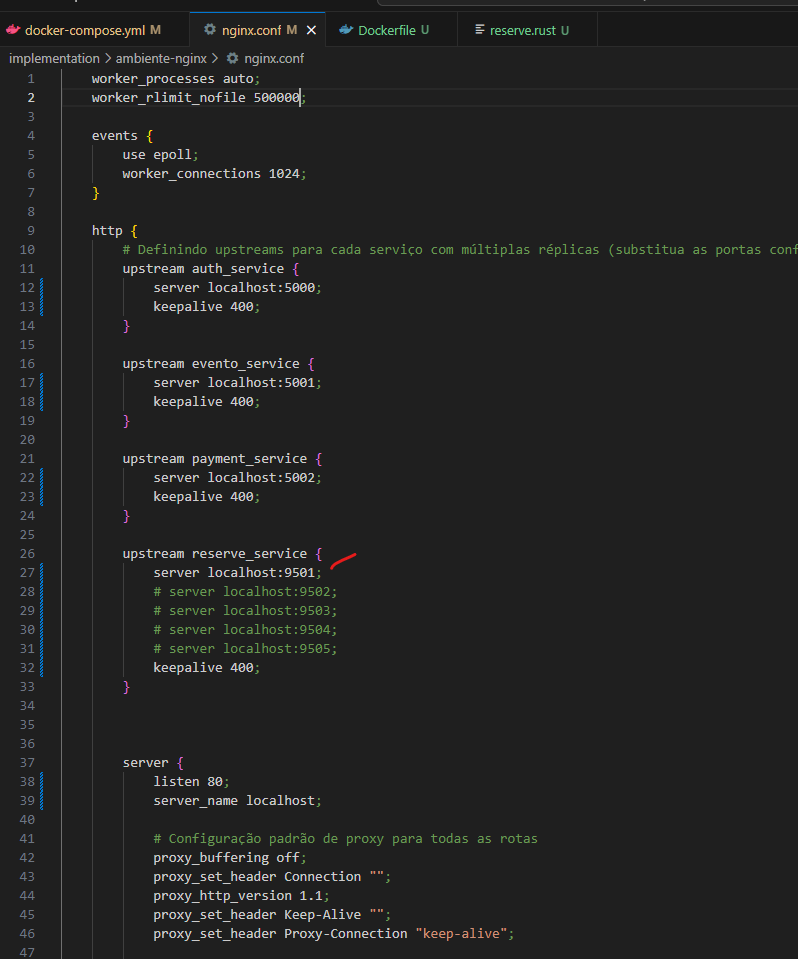 docker-compose.yml M
nginx.conf M
Dockerfile U
reserve.rust U
implementation > ambiente-nginx > nginx.conf
1 worker_processes auto;
2 worker_rlimit_nofile 500000;
3
4 events {
5 use epoll;
6 worker_connections 1024;
7 }
8
9 http {
10 # Definindo upstreams para cada serviço com múltiplas réplicas (substitua as portas conf
11 upstream auth_service {
12 server localhost:5000;
13 keepalive 400;
14 }
15
16 upstream evento_service {
17 server localhost:5001;
18 keepalive 400;
19 }
20
21 upstream payment_service {
22 server localhost:5002;
23 keepalive 400;
24 }
25
26 upstream reserve_service {
27 server localhost:9501;
28 # server localhost:9502;
29 # server localhost:9503;
30 # server localhost:9504;
31 # server localhost:9505;
32 keepalive 400;
33 }
34
35
36
37 server {
38 listen 80;
39 server_name localhost;
40
41 # Configuração padrão de proxy para todas as rotas
42 proxy_buffering off;
43 proxy_set_header Connection "";
44 proxy_http_version 1.1;
45 proxy_set_header Keep-Alive "";
46 proxy_set_header Proxy-Connection "keep-alive";
47